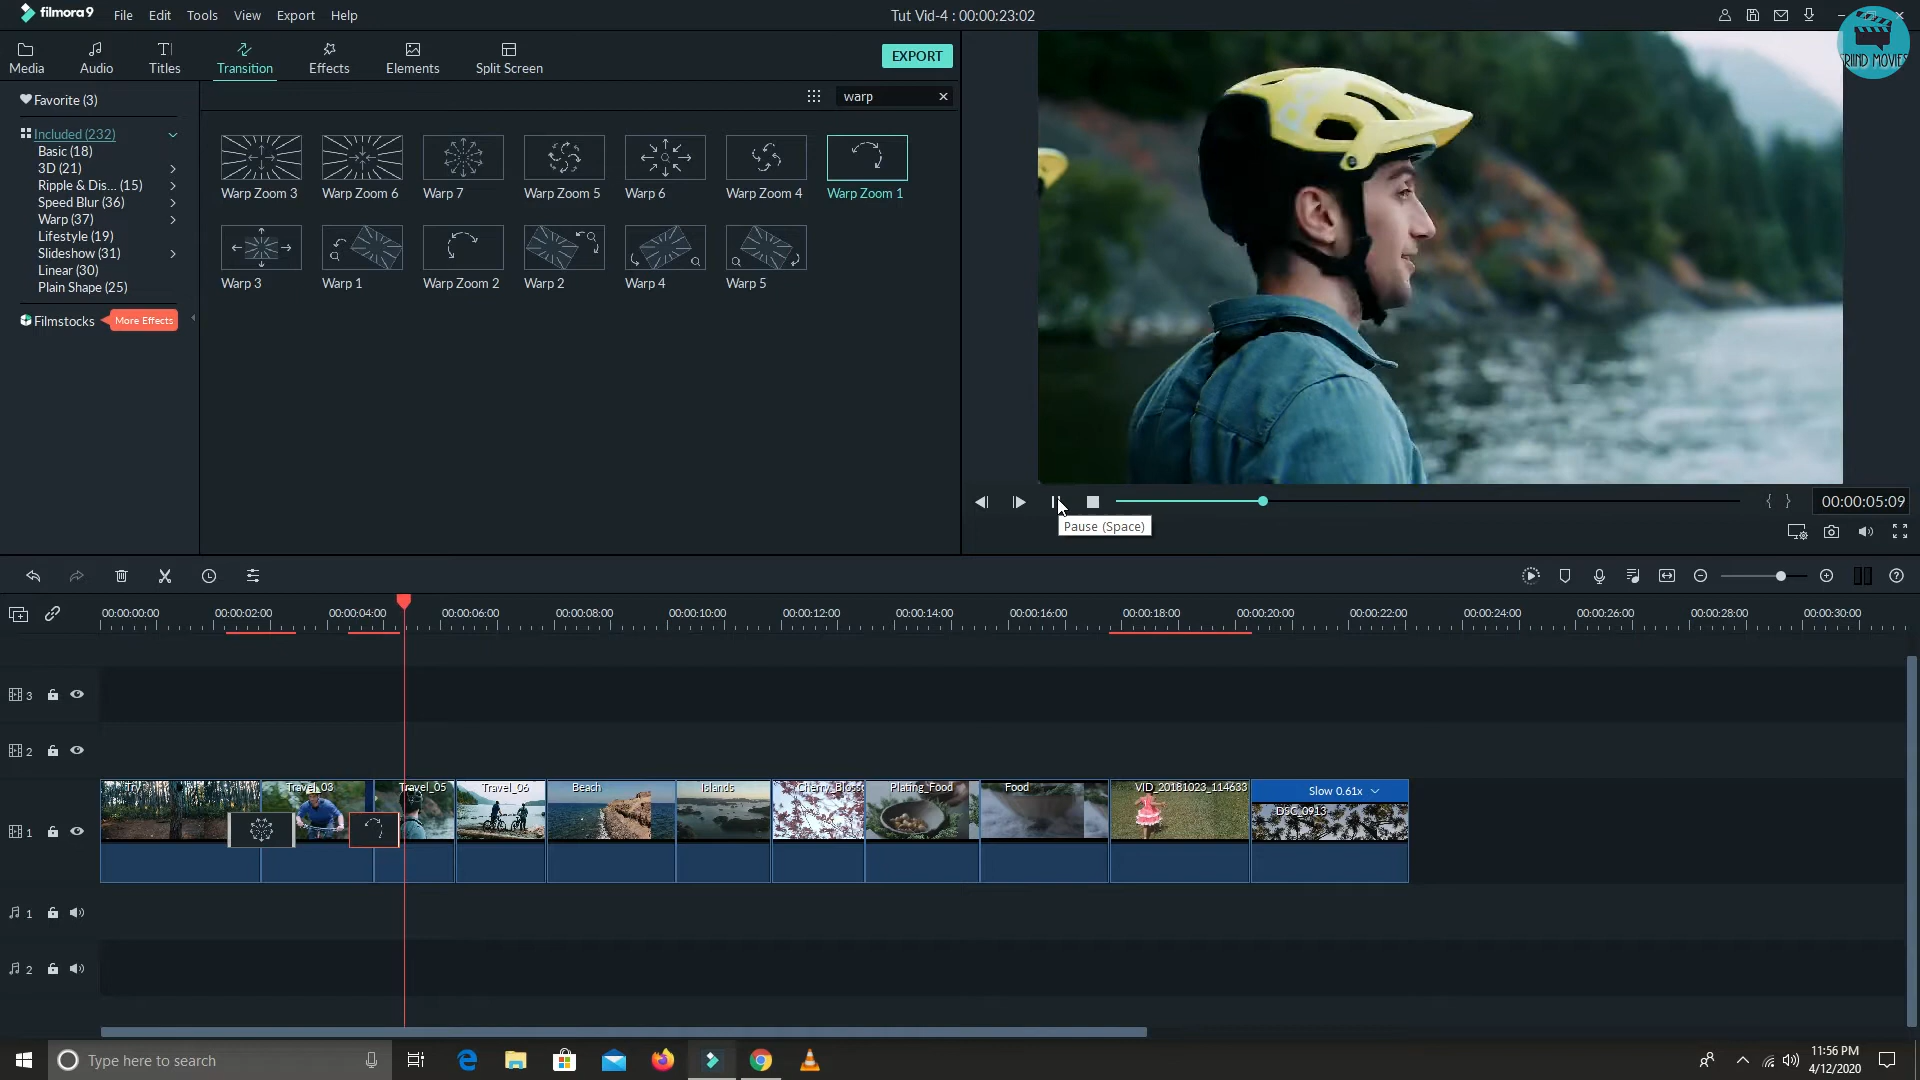 filmora9 File Edit Tools View Export Help
Tut Vid-4 : 00:00:23:02
Media Audio Titles Transition Effects Elements Split Screen
EXPORT
RIIND MOVIES
Favorite (3)
Included (232)
Basic (18)
3D (21)
Ripple & Dis... (15)
Speed Blur (36)
Warp (37)
Lifestyle (19)
Slideshow (31)
Linear (30)
Plain Shape (25)
Filmstocks More Effects
warp
Warp Zoom 3 Warp Zoom 6 Warp 7 Warp Zoom 5 Warp 6 Warp Zoom 4 Warp Zoom 1
Warp 3 Warp 1 Warp Zoom 2 Warp 2 Warp 4 Warp 5
00:00:05:09
Pause (Space)
00:00:00:00 00:00:02:00 00:00:04:00 00:00:06:00 00:00:08:00 00:00:10:00 00:00:12:00 00:00:14:00 00:00:16:00 00:00:18:00 00:00:20:00 00:00:22:00 00:00:24:00 00:00:26:00 00:00:28:00 00:00:30:00
3
2
1
Travel_03 Travel_05 Travel_06 Beach Islands Cherry_Bloss Plating_Food Food VID_20181023_114633 Slow 0.61x
DSC_0913
1
2
Type here to search
11:56 PM
4/12/2020